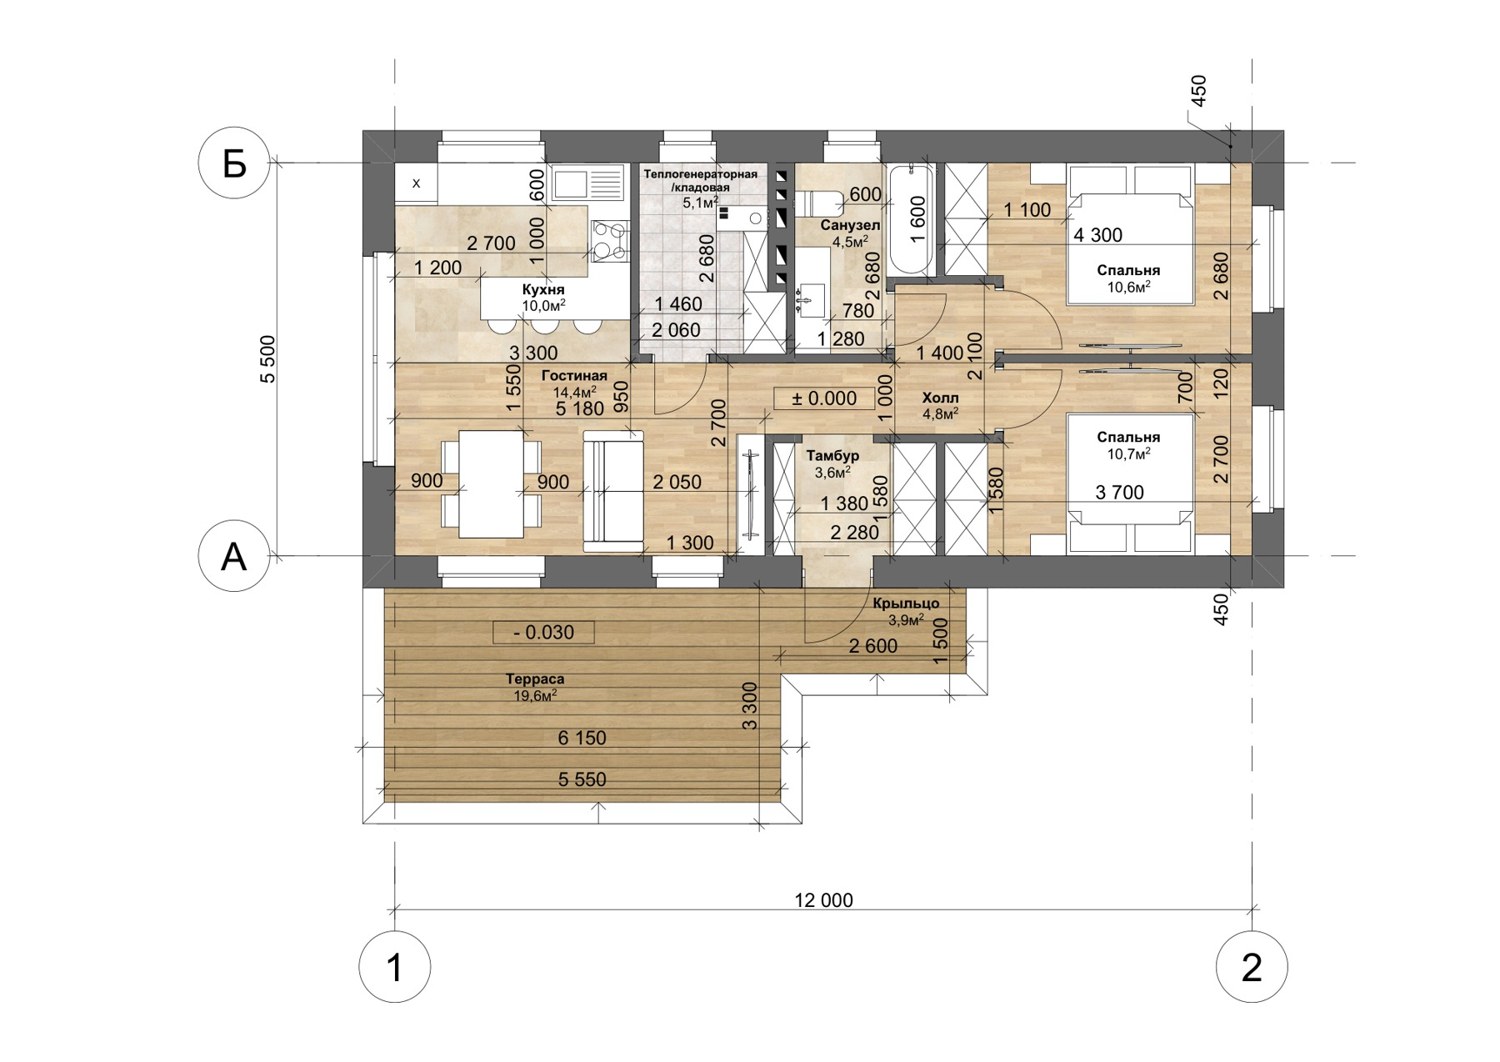 450
Б
Х
600
2 700
1 000
1 200
Кухня
10,0м²
Теплогенераторная
/кладовая
5,1м²
2 680
1 460
2 060
600
Санузел
4,5м²
1 600
2 680
780
1 280
1 100
4 300
Спальня
10,6м²
2 680
5 500
3 300
Гостиная
14,4м²
5 180
1 550
950
2 700
± 0.000
1 400
2 100
1 000
Холл
4,8м²
700
120
Спальня
10,7м²
2 700
3 700
1 580
900
900
2 050
1 300
Тамбур
3,6м²
1 380
1 580
2 280
А
450
- 0.030
Крыльцо
3,9м²
2 600
1 500
Терраса
19,6м²
3 300
6 150
5 550
12 000
1
2